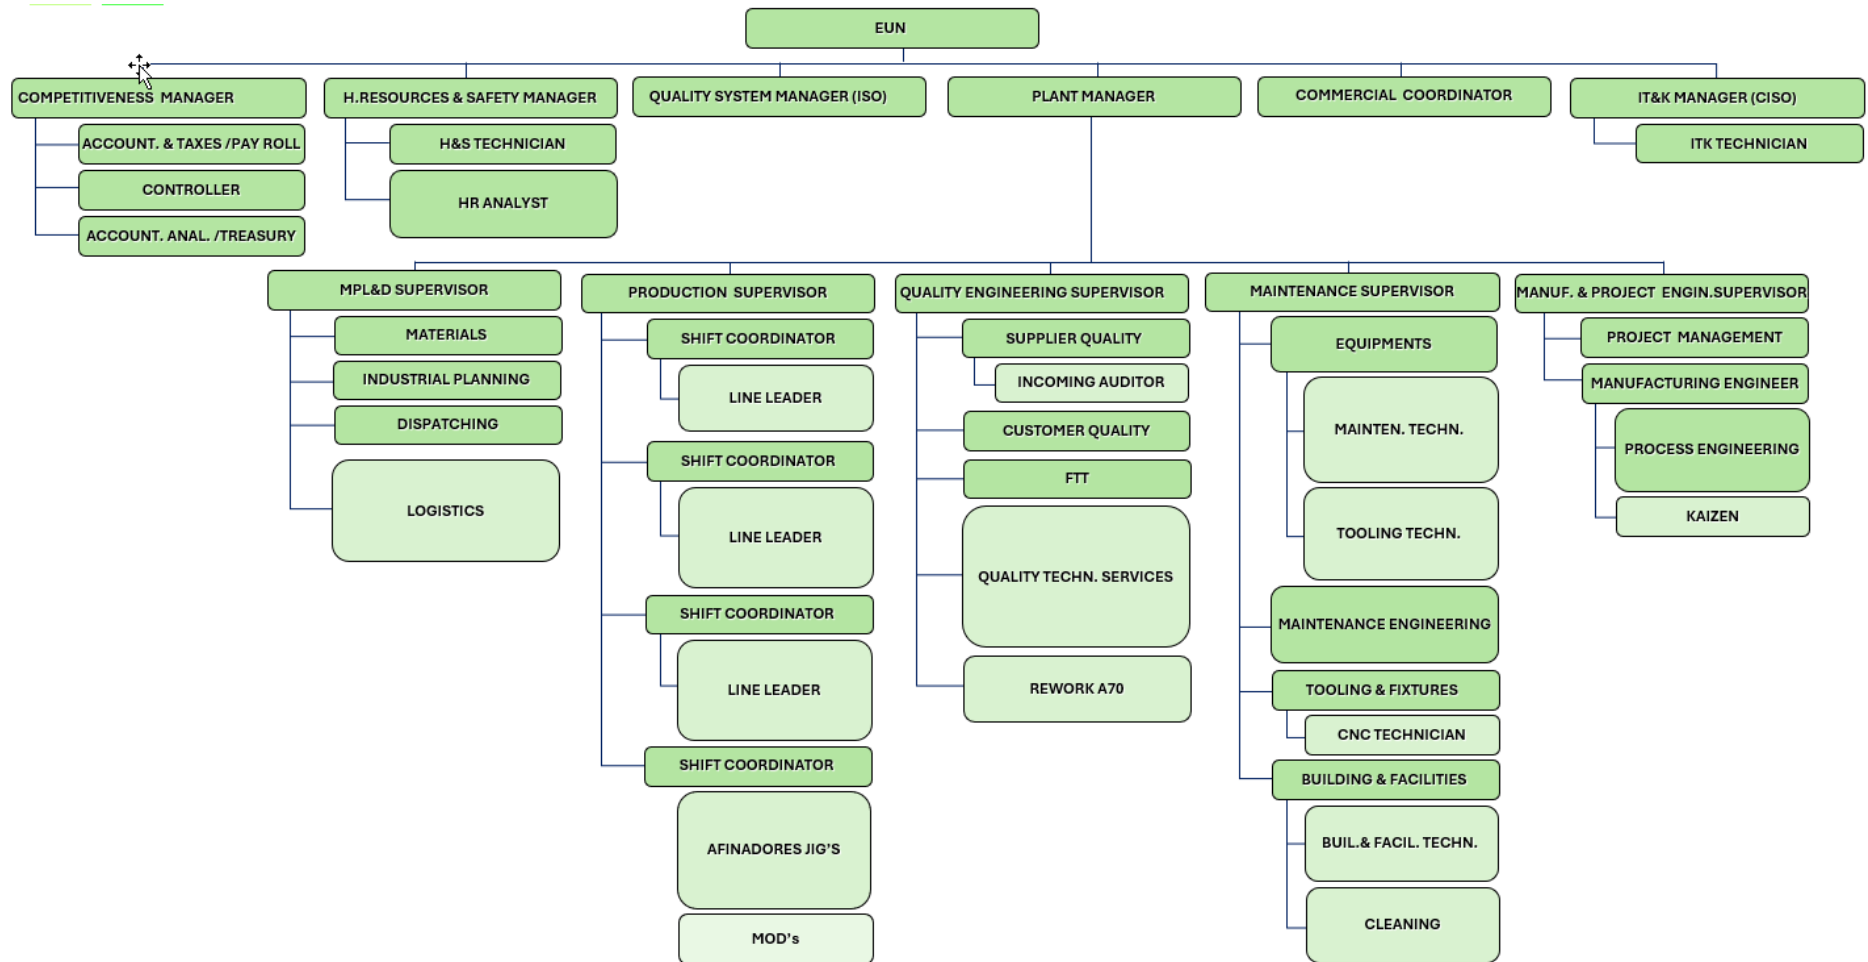 EUN
COMPETITIVENESS MANAGER
H.RESOURCES & SAFETY MANAGER
QUALITY SYSTEM MANAGER (ISO)
PLANT MANAGER
COMMERCIAL COORDINATOR
IT&K MANAGER (CISO)
ACCOUNT. & TAXES /PAY ROLL
CONTROLLER
ACCOUNT. ANAL. /TREASURY
H&S TECHNICIAN
HR ANALYST
ITK TECHNICIAN
MPL&D SUPERVISOR
MATERIALS
INDUSTRIAL PLANNING
DISPATCHING
LOGISTICS
PRODUCTION SUPERVISOR
SHIFT COORDINATOR
LINE LEADER
SHIFT COORDINATOR
LINE LEADER
SHIFT COORDINATOR
LINE LEADER
SHIFT COORDINATOR
AFINADORES JIG’S
MOD’s
QUALITY ENGINEERING SUPERVISOR
SUPPLIER QUALITY
INCOMING AUDITOR
CUSTOMER QUALITY
FTT
QUALITY TECHN. SERVICES
REWORK A70
MAINTENANCE SUPERVISOR
EQUIPMENTS
MAINTEN. TECHN.
TOOLING TECHN.
MAINTENANCE ENGINEERING
TOOLING & FIXTURES
CNC TECHNICIAN
BUILDING & FACILITIES
BUIL.& FACIL. TECHN.
CLEANING
MANUF. & PROJECT ENGIN.SUPERVISOR
PROJECT MANAGEMENT
MANUFACTURING ENGINEER
PROCESS ENGINEERING
KAIZEN